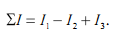 ΣI = I₁ − I₂ + I₃.